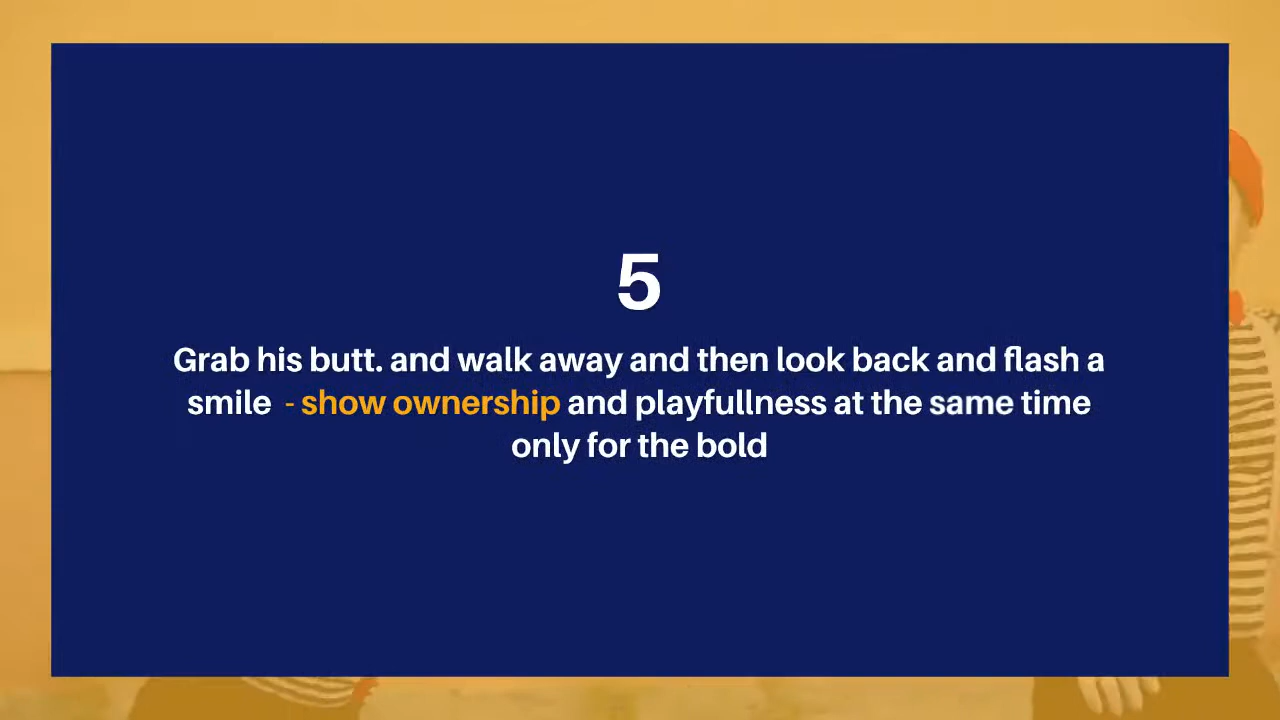 5
Grab his butt. and walk away and then look back and flash a
smile - show ownership and playfullness at the same time
only for the bold